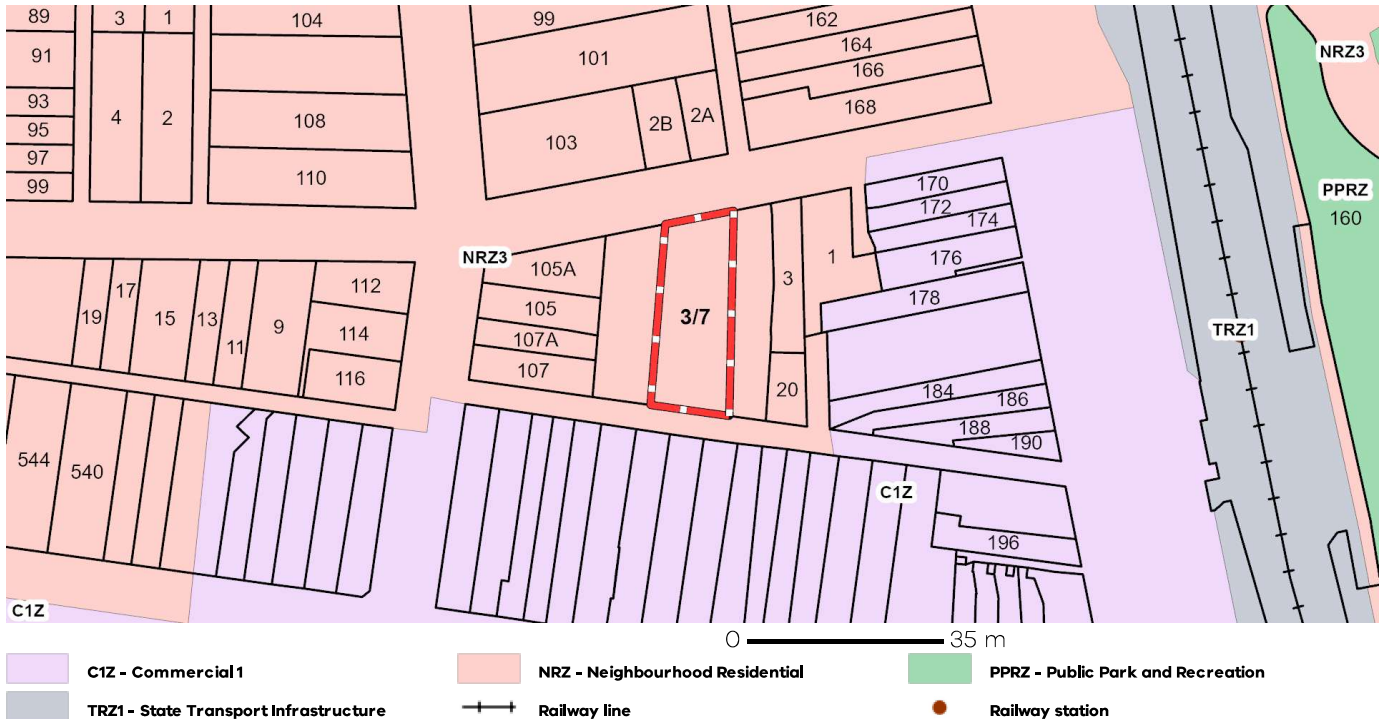 89 3 1 104 99 162
91 101 164 NRZ3
166
93 4 2 108 2B 2A 168
95 103
97 110
99
170 PPRZ
172 160
174
NRZ3 105A 3 1 176
112 178
19 17 15 13 11 9 105 3/7 TRZ1
114 107A
116 107 20 184
186
188
190
544 540
C1Z
196
C1Z
0 35 m
C1Z - Commercial 1 NRZ - Neighbourhood Residential PPRZ - Public Park and Recreation
TRZ1 - State Transport Infrastructure Railway line Railway station